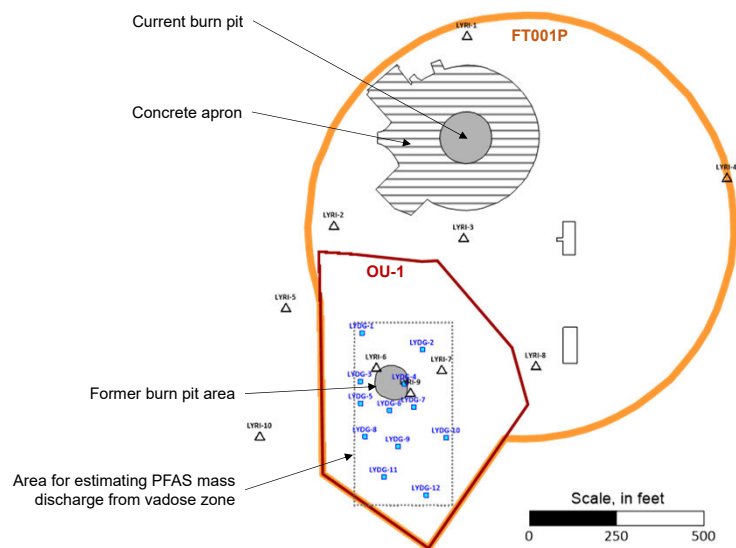 Current burn pit
LYRI-1
FT001P
Concrete apron
LYRI-4
LYRI-2
LYRI-3
OU-1
LYRI-5
LYDG-1
LYDG-2
LYRI-6
LYRI-7
LYRI-8
LYDG-3
LYDG-4
LYRI-9
Former burn pit area
LYDG-5
LYDG-6
LYDG-7
LYRI-10
LYDG-8
LYDG-9
LYDG-10
Area for estimating PFAS mass
discharge from vadose zone
LYDG-11
LYDG-12
Scale, in feet
0 250 500